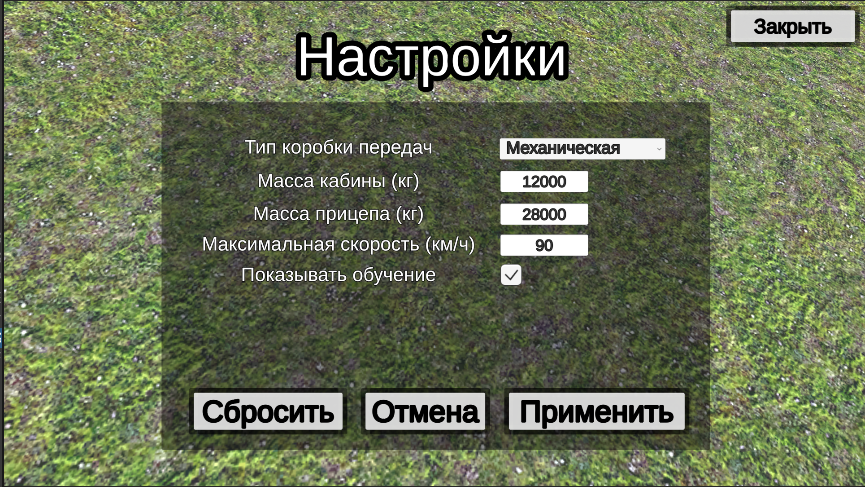 Закрыть
Настройки
Тип коробки передач Механическая
Масса кабины (кг) 12000
Масса прицепа (кг) 28000
Максимальная скорость (км/ч) 90
Показывать обучение
Сбросить Отмена Применить